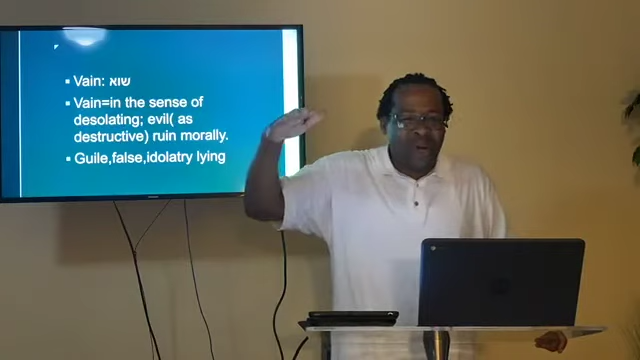 Vain: שוא
Vain=in the sense of
desolating; evil( as
destructive) ruin morally.
Guile,false,idolatry lying